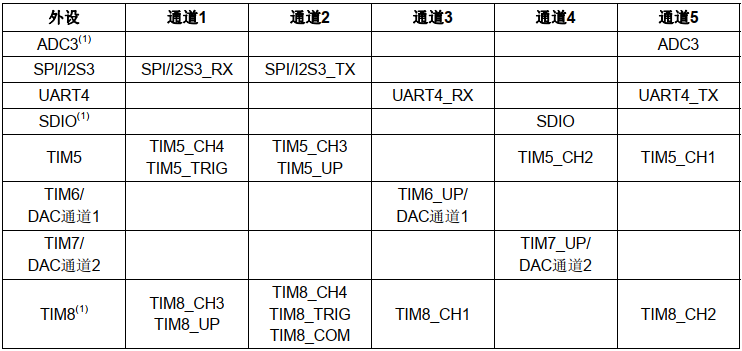 外设 通道1 通道2 通道3 通道4 通道5
ADC3(1) ADC3
SPI/I2S3 SPI/I2S3_RX SPI/I2S3_TX
UART4 UART4_RX UART4_TX
SDIO(1) SDIO
TIM5 TIM5_CH4 TIM5_TRIG TIM5_CH3 TIM5_UP TIM5_CH2 TIM5_CH1
TIM6/ DAC通道1 TIM6_UP/ DAC通道1
TIM7/ DAC通道2 TIM7_UP/ DAC通道2
TIM8(1) TIM8_CH3 TIM8_UP TIM8_CH4 TIM8_TRIG TIM8_COM TIM8_CH1 TIM8_CH2